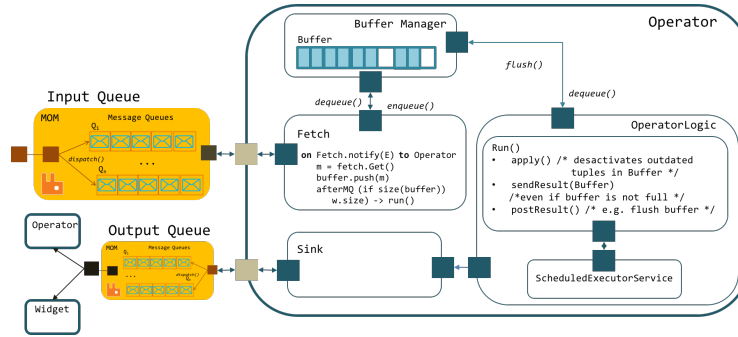 Operator
Buffer Manager
Buffer
flush()
dequeue()
enqueue()
dequeue()
Input Queue
MOM
Message Queues
Q1
dispatch()
...
Qn
Fetch
on Fetch.notify(E) to Operator
m = fetch.Get()
buffer.push(m)
afterMQ (if size(buffer))
w.size) -> run()
OperatorLogic
Run()
• apply() /* desactivates outdated
tuples in Buffer */
• sendResult(Buffer)
/*even if buffer is not full */
• postResult() /* e.g. flush buffer */
ScheduledExecutorService
Sink
Output Queue
MOM
Message Queues
Q1
...
dispatch()
Operator
Widget